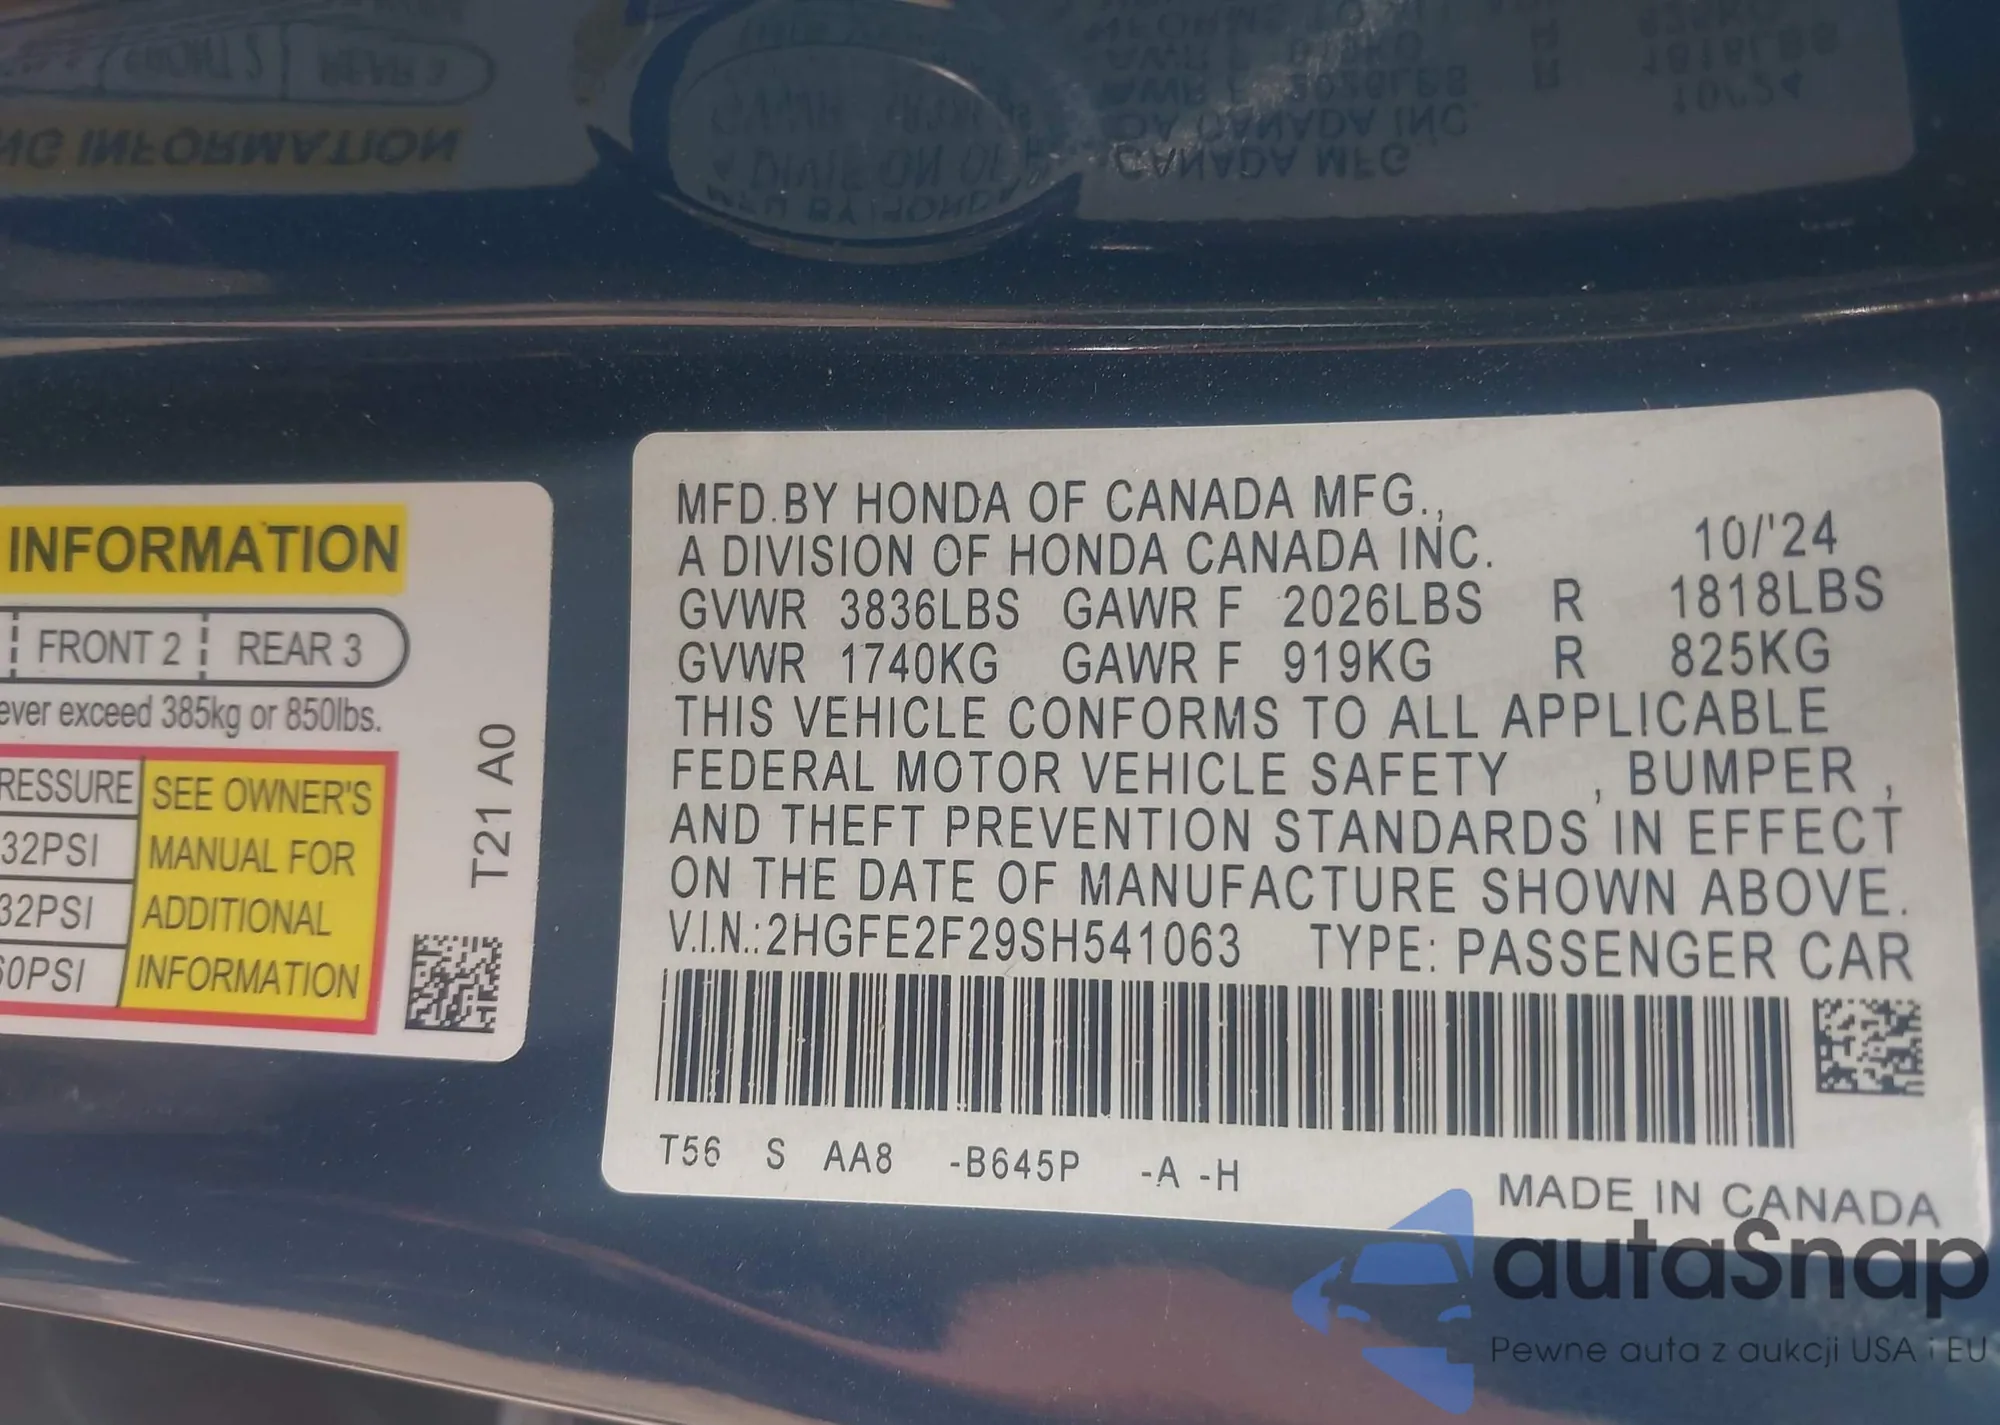 INFORMATION
FRONT 2 REAR 3
ever exceed 385kg or 850lbs.
RESSURE SEE OWNER'S
32PSI MANUAL FOR
32PSI ADDITIONAL
60PSI INFORMATION
T21 A0
MFD.BY HONDA OF CANADA MFG.,
A DIVISION OF HONDA CANADA INC. 10/'24
GVWR 3836LBS GAWR F 2026LBS R 1818LBS
GVWR 1740KG GAWR F 919KG R 825KG
THIS VEHICLE CONFORMS TO ALL APPLICABLE
FEDERAL MOTOR VEHICLE SAFETY , BUMPER ,
AND THEFT PREVENTION STANDARDS IN EFFECT
ON THE DATE OF MANUFACTURE SHOWN ABOVE.
V.I.N.:2HGFE2F29SH541063 TYPE: PASSENGER CAR
T56 S AA8 -B645P -A -H
MADE IN CANADA
autaSnap
Pewne auta z aukcji USA i EU